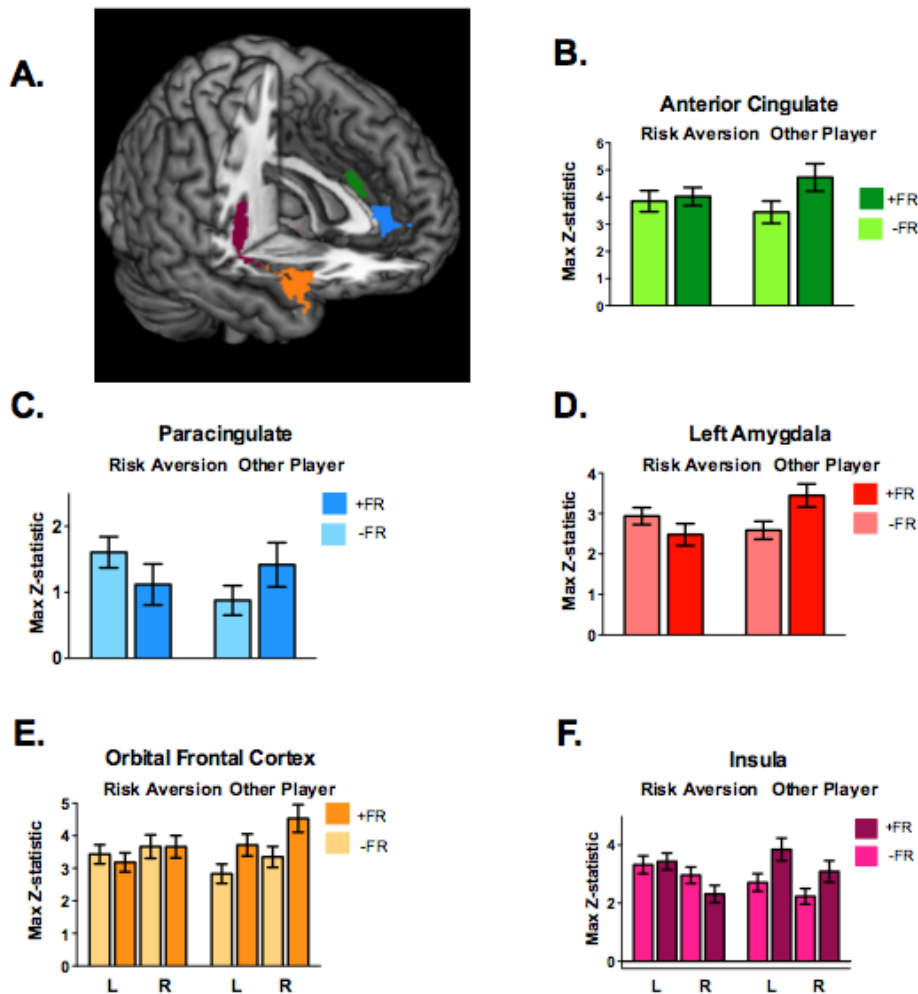 A.
B.
Anterior Cingulate
Risk Aversion Other Player
Max Z-statistic
6
5
4
3
2
1
0
+FR
-FR
C.
Paracingulate
Risk Aversion Other Player
Max Z-statistic
2
1
0
+FR
-FR
D.
Left Amygdala
Risk Aversion Other Player
Max Z-statistic
4
3
2
1
0
+FR
-FR
E.
Orbital Frontal Cortex
Risk Aversion Other Player
Max Z-statistic
5
4
3
2
1
0
L R L R
+FR
-FR
F.
Insula
Risk Aversion Other Player
Max Z-statistic
4
2
0
L R L R
+FR
-FR